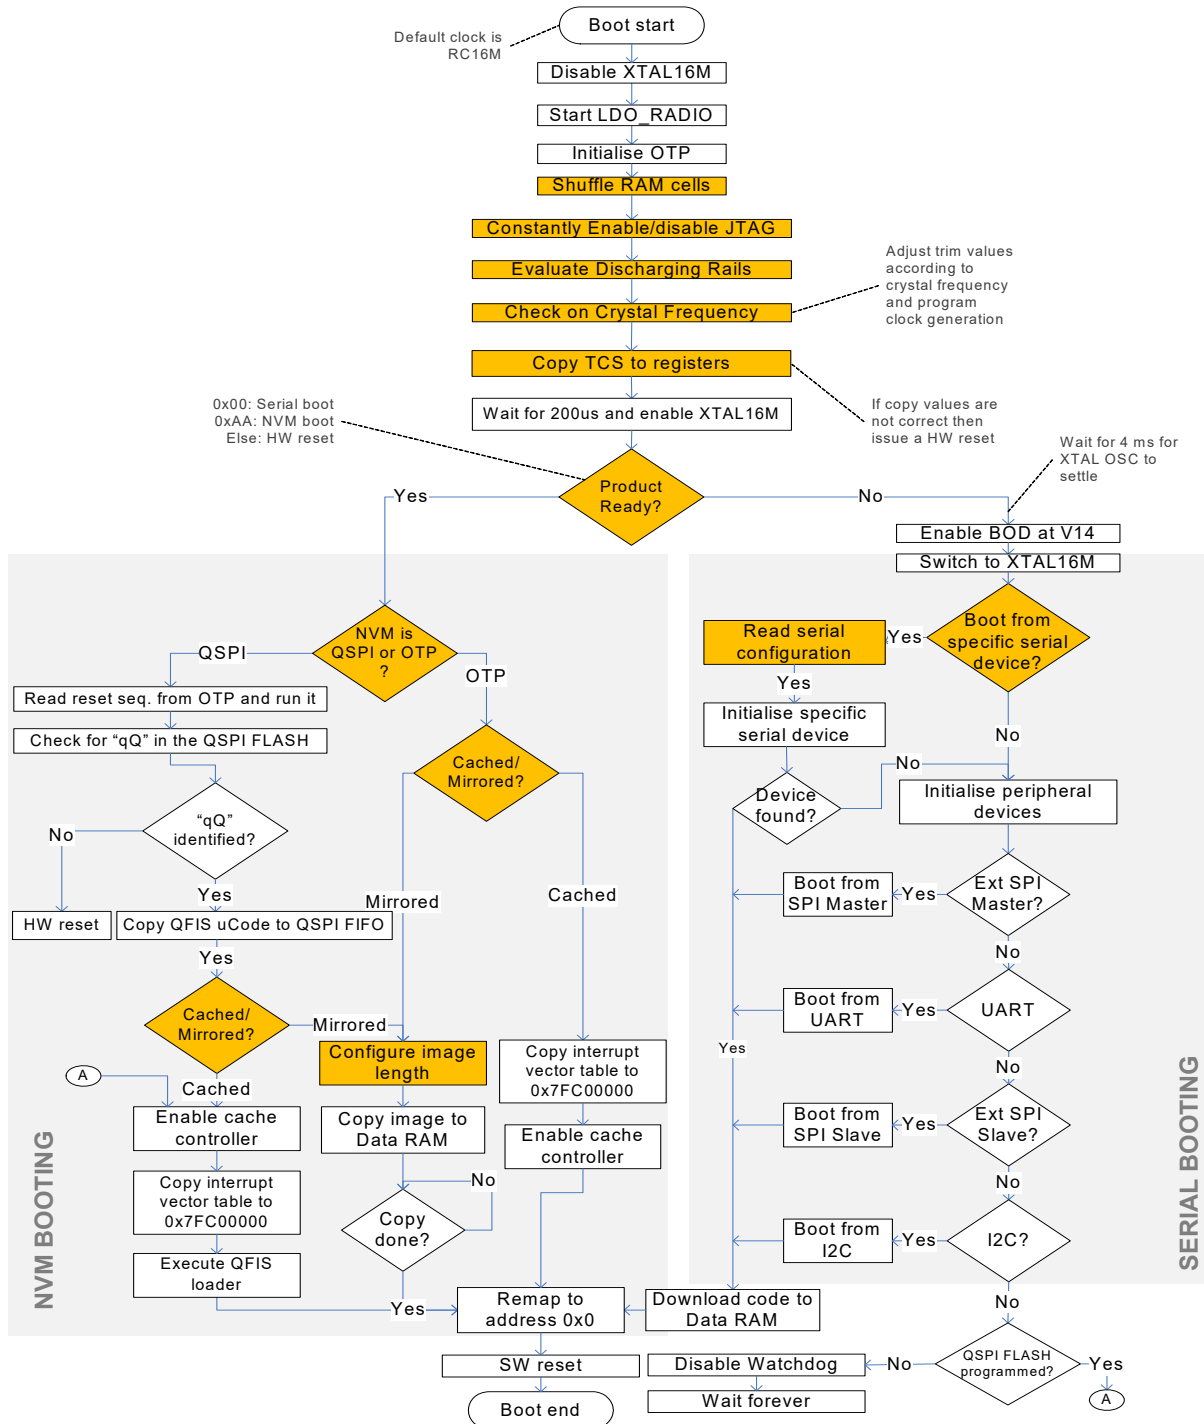 Boot start
Default clock is
RC16M
Disable XTAL16M
Start LDO_RADIO
Initialise OTP
Shuffle RAM cells
Constantly Enable/disable JTAG
Evaluate Discharging Rails
Check on Crystal Frequency
Adjust trim values
according to
crystal frequency
and program
clock generation
Copy TCS to registers
Wait for 200us and enable XTAL16M
If copy values are
not correct then
issue a HW reset
0x00: Serial boot
0xAA: NVM boot
Else: HW reset
Product
Ready?
Yes
No
Wait for 4 ms for
XTAL OSC to
settle
Enable BOD at V14
Switch to XTAL16M
NVM BOOTING
NVM is
QSPI or OTP
?
QSPI
OTP
Read reset seq. from OTP and run it
Check for “qQ” in the QSPI FLASH
“qQ”
identified?
No
Yes
HW reset
Copy QFIS uCode to QSPI FIFO
Yes
Cached/
Mirrored?
Mirrored
Cached
A
Enable cache
controller
Copy interrupt
vector table to
0x7FC00000
Execute QFIS
loader
Cached/
Mirrored?
Mirrored
Cached
Configure image
length
Copy image to
Data RAM
No
Copy
done?
Yes
Copy interrupt
vector table to
0x7FC00000
Enable cache
controller
Remap to
address 0x0
SW reset
Boot end
SERIAL BOOTING
Boot from
specific serial
device?
Yes
No
Read serial
configuration
Yes
Initialise specific
serial device
Device
found?
No
Yes
Initialise peripheral
devices
Ext SPI
Master?
Yes
Boot from
SPI Master
No
UART
Yes
Boot from
UART
No
Ext SPI
Slave?
Yes
Boot from
SPI Slave
No
I2C?
Yes
Boot from
I2C
No
Download code to
Data RAM
QSPI FLASH
programmed?
No
Yes
A
Disable Watchdog
Wait forever